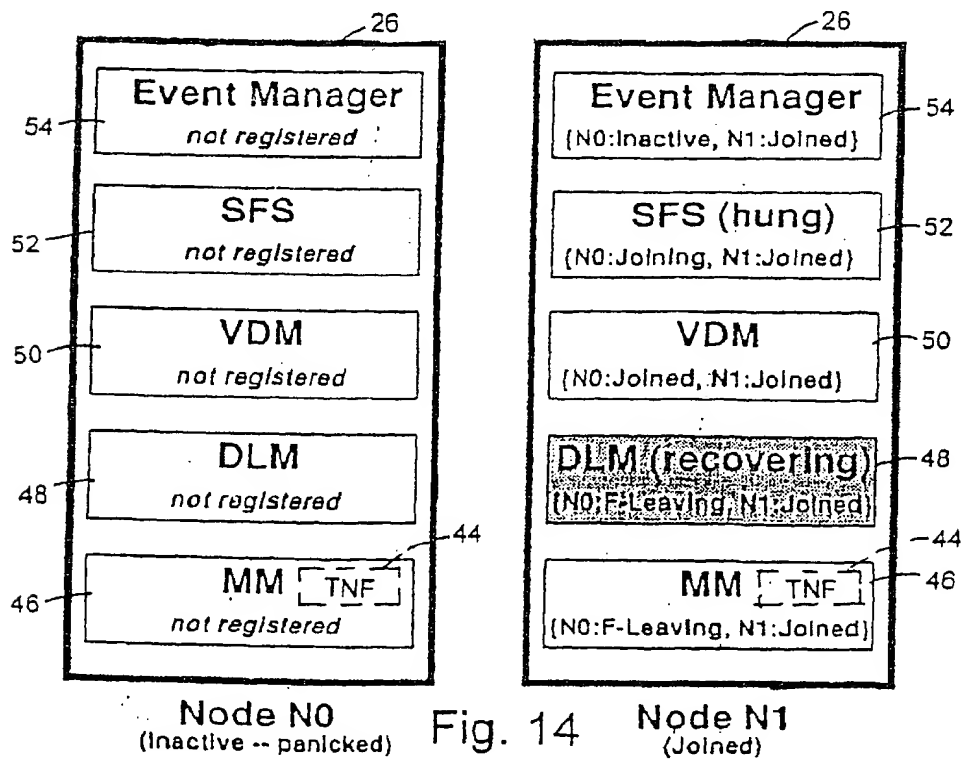 26
Event Manager
not registered
54
SFS
not registered
52
VDM
not registered
50
DLM
not registered
48
44
MM TNF
not registered
46
Node N0
(Inactive -- panicked)
26
Event Manager
{N0:Inactive, N1:Joined}
54
SFS (hung)
{N0:Joining, N1:Joined}
52
VDM
{N0:Joined, N1:Joined}
50
DLM (recovering)
{N0:F-Leaving, N1:Joined}
48
44
MM TNF
{N0:F-Leaving, N1:Joined}
46
Node N1
(Joined)
Fig. 14